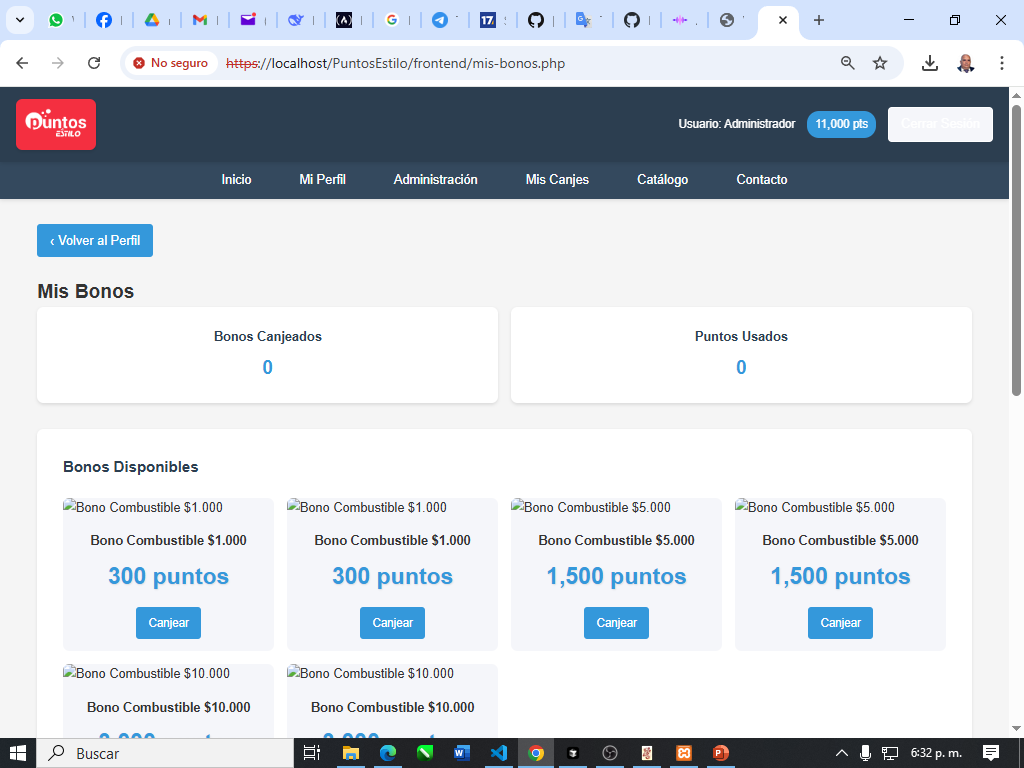 No seguro
https://localhost/PuntosEstilo/frontend/mis-bonos.php
puntos
ESTILO
Usuario: Administrador
11,000 pts
Cerrar Sesión
Inicio
Mi Perfil
Administración
Mis Canjes
Catálogo
Contacto
‹ Volver al Perfil
Mis Bonos
Bonos Canjeados
0
Puntos Usados
0
Bonos Disponibles
Bono Combustible $1.000
Bono Combustible $1.000
300 puntos
Canjear
Bono Combustible $1.000
Bono Combustible $1.000
300 puntos
Canjear
Bono Combustible $5.000
Bono Combustible $5.000
1,500 puntos
Canjear
Bono Combustible $5.000
Bono Combustible $5.000
1,500 puntos
Canjear
Bono Combustible $10.000
Bono Combustible $10.000
Bono Combustible $10.000
Bono Combustible $10.000
Buscar
6:32 p. m.